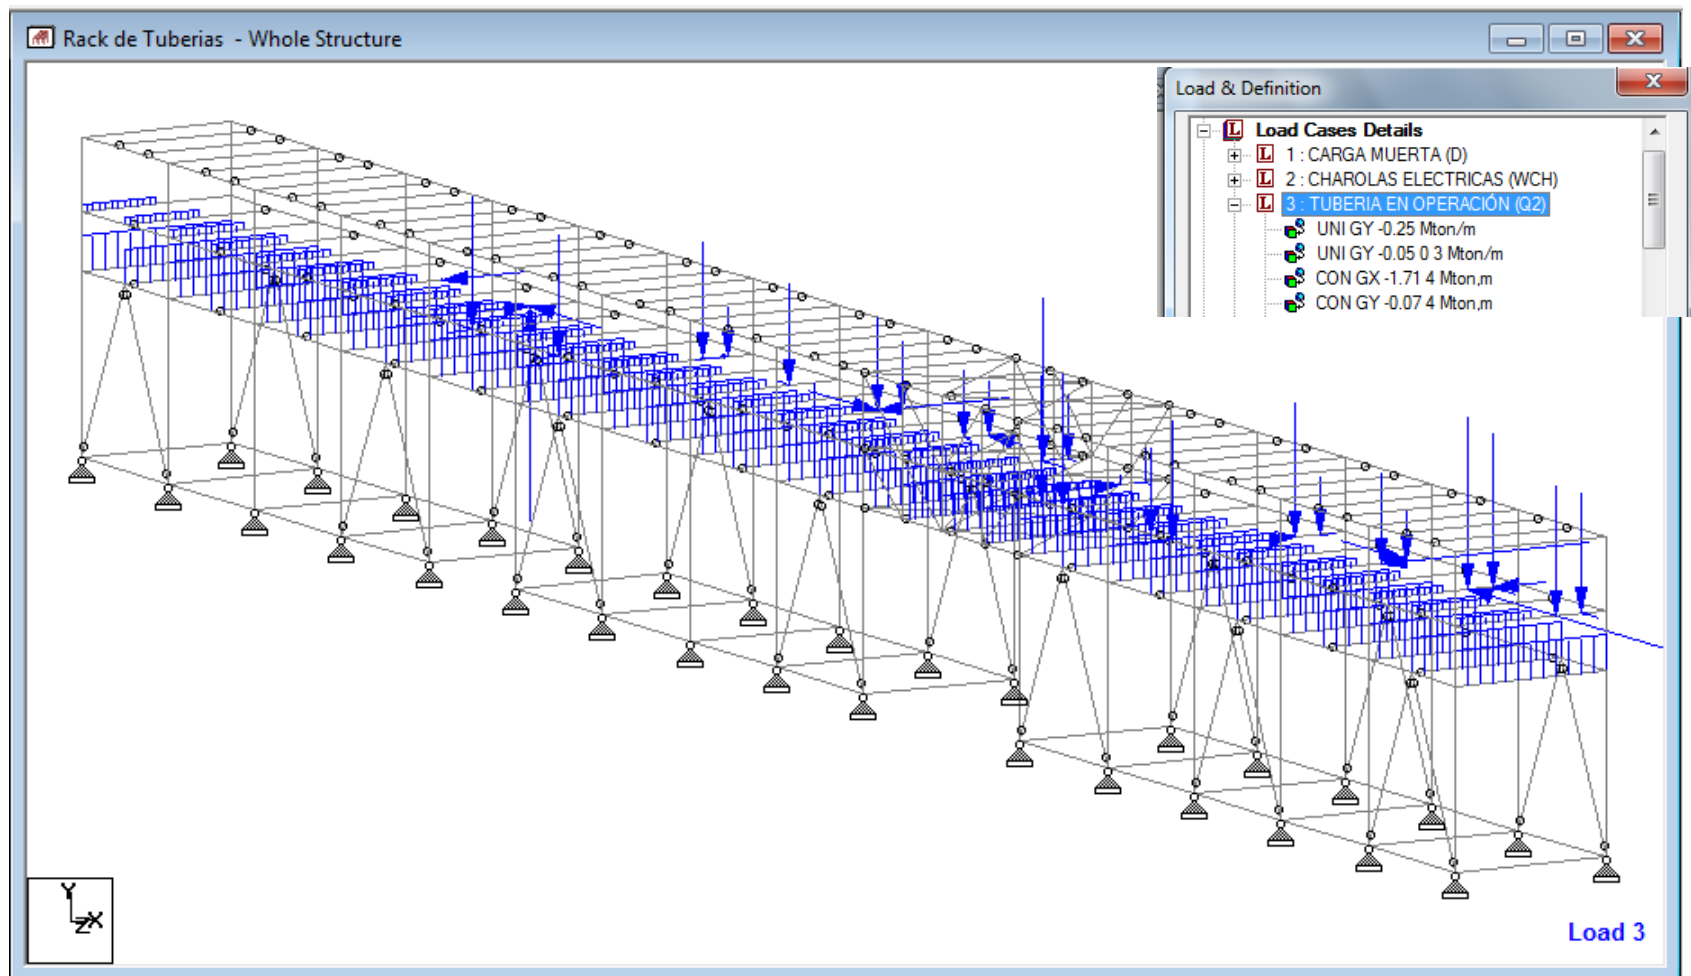 Rack de Tuberias - Whole Structure
Load & Definition
Load Cases Details
1 : CARGA MUERTA (D)
2 : CHAROLAS ELECTRICAS (WCH)
3 : TUBERIA EN OPERACIÓN (Q2)
UNI GY -0.25 Mton/m
UNI GY -0.05 0 3 Mton/m
CON GX -1.71 4 Mton,m
CON GY -0.07 4 Mton,m
Y
Z X
Load 3